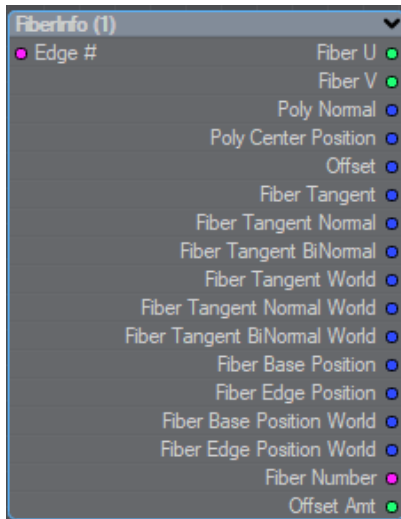 FiberInfo (1)
Edge # Fiber U
Fiber V
Poly Normal
Poly Center Position
Offset
Fiber Tangent
Fiber Tangent Normal
Fiber Tangent BiNormal
Fiber Tangent World
Fiber Tangent Normal World
Fiber Tangent BiNormal World
Fiber Base Position
Fiber Edge Position
Fiber Base Position World
Fiber Edge Position World
Fiber Number
Offset Amt